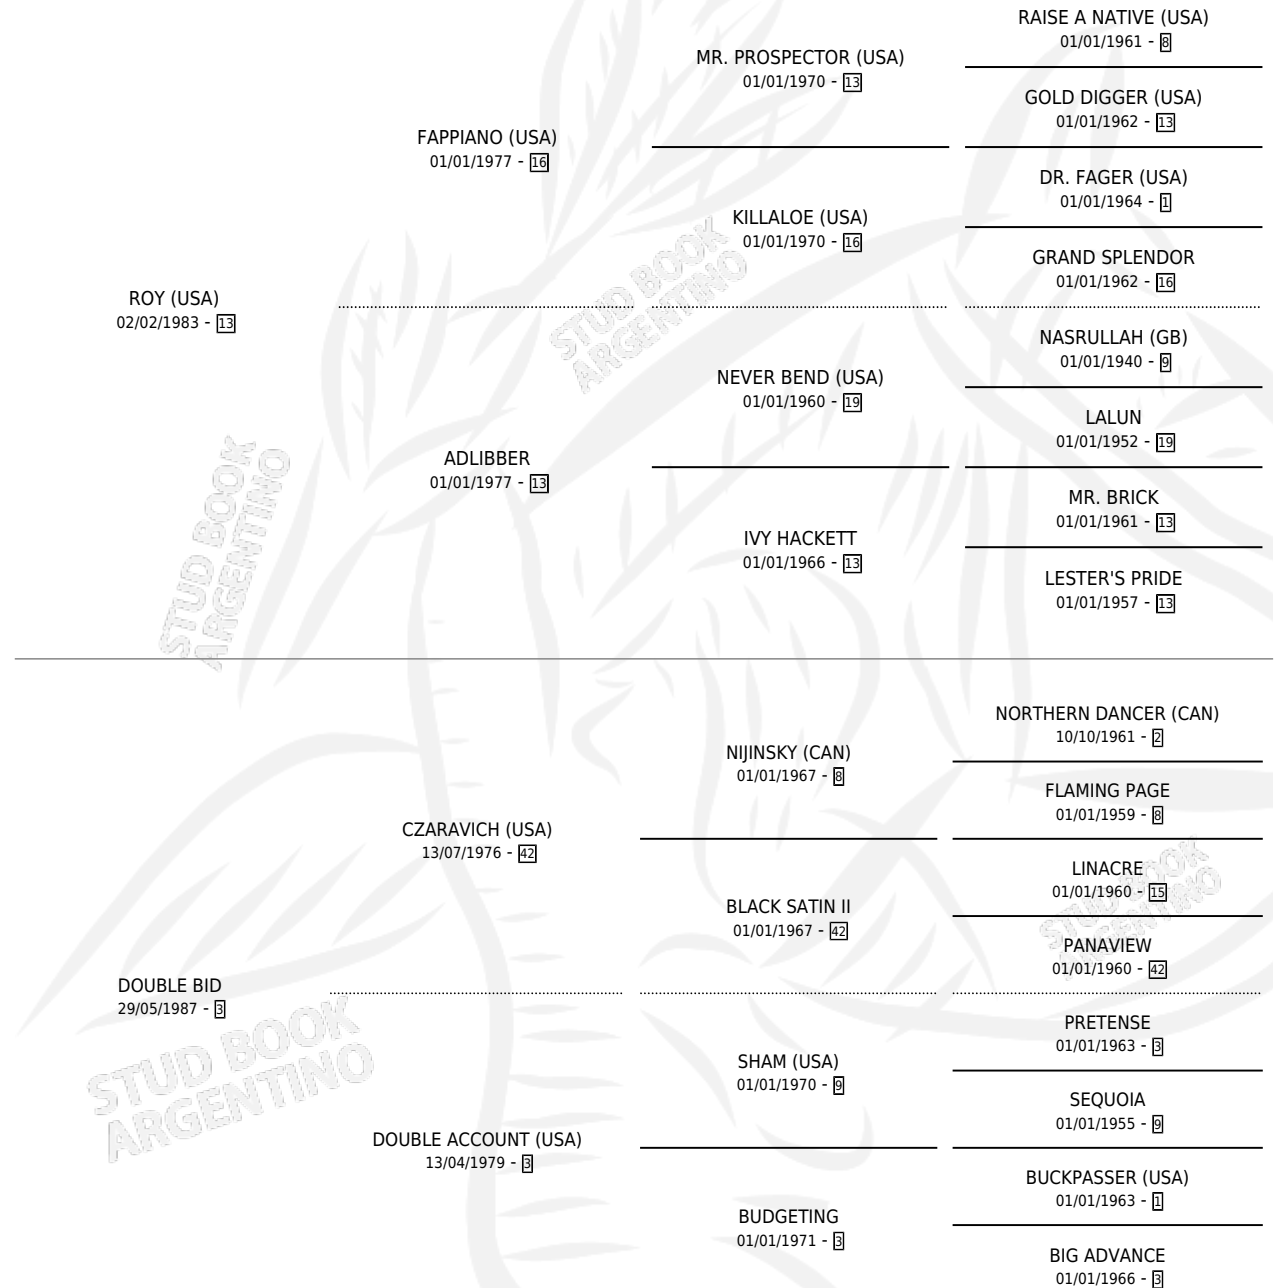 RAISE A NATIVE (USA)
01/01/1961 - 8
MR. PROSPECTOR (USA)
01/01/1970 - 13
GOLD DIGGER (USA)
01/01/1962 - 13
FAPPIANO (USA)
01/01/1977 - 16
DR. FAGER (USA)
01/01/1964 - 1
KILLALOE (USA)
01/01/1970 - 16
GRAND SPLENDOR
01/01/1962 - 16
ROY (USA)
02/02/1983 - 13
NASRULLAH (GB)
01/01/1940 - 9
NEVER BEND (USA)
01/01/1960 - 19
LALUN
01/01/1952 - 19
ADLIBBER
01/01/1977 - 13
MR. BRICK
01/01/1961 - 13
IVY HACKETT
01/01/1966 - 13
LESTER'S PRIDE
01/01/1957 - 13
NORTHERN DANCER (CAN)
10/10/1961 - 2
NIJINSKY (CAN)
01/01/1967 - 8
FLAMING PAGE
01/01/1959 - 8
CZARAVICH (USA)
13/07/1976 - 42
LINACRE
01/01/1960 - 15
BLACK SATIN II
01/01/1967 - 42
PANAVIEW
01/01/1960 - 42
DOUBLE BID
29/05/1987 - 3
PRETENSE
01/01/1963 - 3
SHAM (USA)
01/01/1970 - 9
SEQUOIA
01/01/1955 - 9
DOUBLE ACCOUNT (USA)
13/04/1979 - 3
BUCKPASSER (USA)
01/01/1963 - 1
BUDGETING
01/01/1971 - 3
BIG ADVANCE
01/01/1966 - 3
STUD BOOK
ARGENTINO
STUD BOOK
ARGENTINO
STUD BOOK
ARGENTINO
STUD BOOK
ARGENTINO